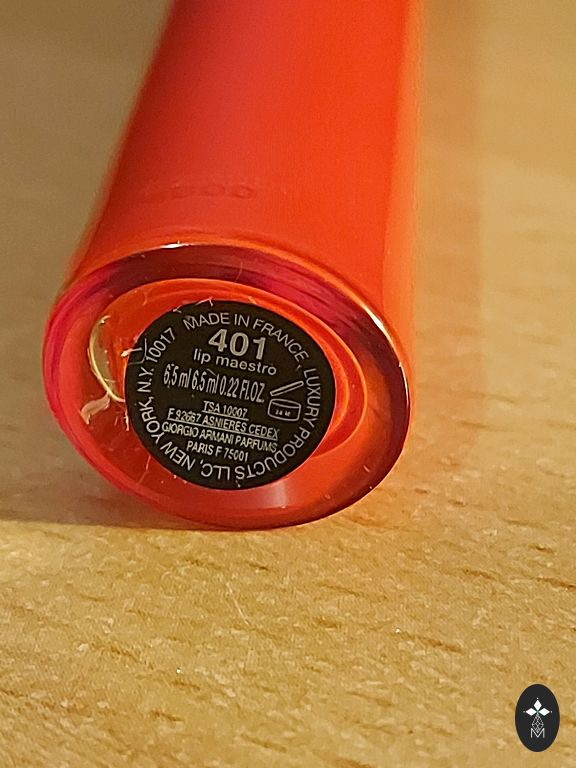 MADE IN FRANCE, LUXURY PRODUCTS LLC, NEW YORK, N.Y. 10017
401
lip maestro
6,5 ml 6.5 ml 0.22 FL.OZ.
24 M
TSA 10007
F 92667 ASNIERES CEDEX
GIORGIO ARMANI PARFUMS
PARIS F 75001
M